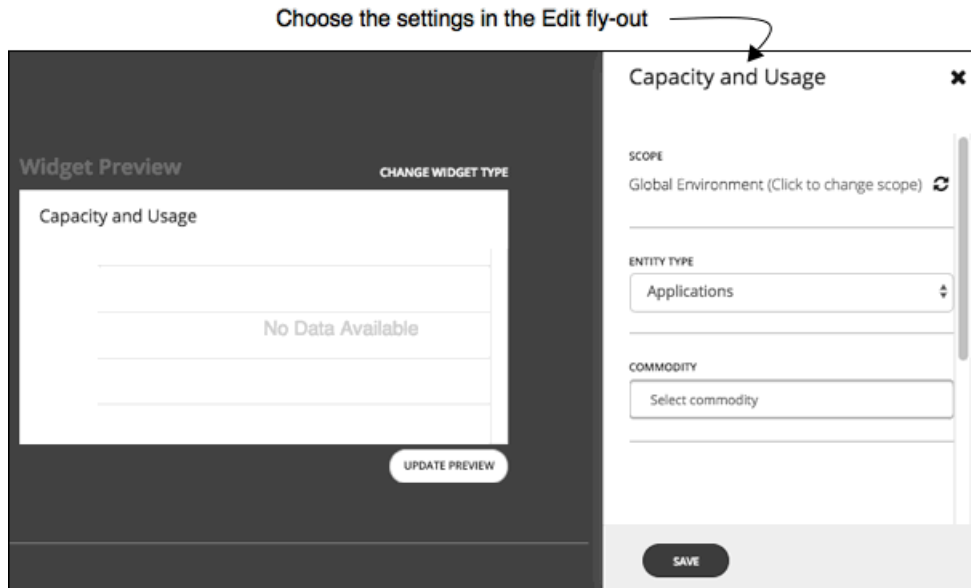 Choose the settings in the Edit fly-out
Widget Preview
CHANGE WIDGET TYPE
Capacity and Usage
No Data Available
UPDATE PREVIEW
Capacity and Usage
SCOPE
Global Environment (Click to change scope)
ENTITY TYPE
Applications
COMMODITY
Select commodity
SAVE